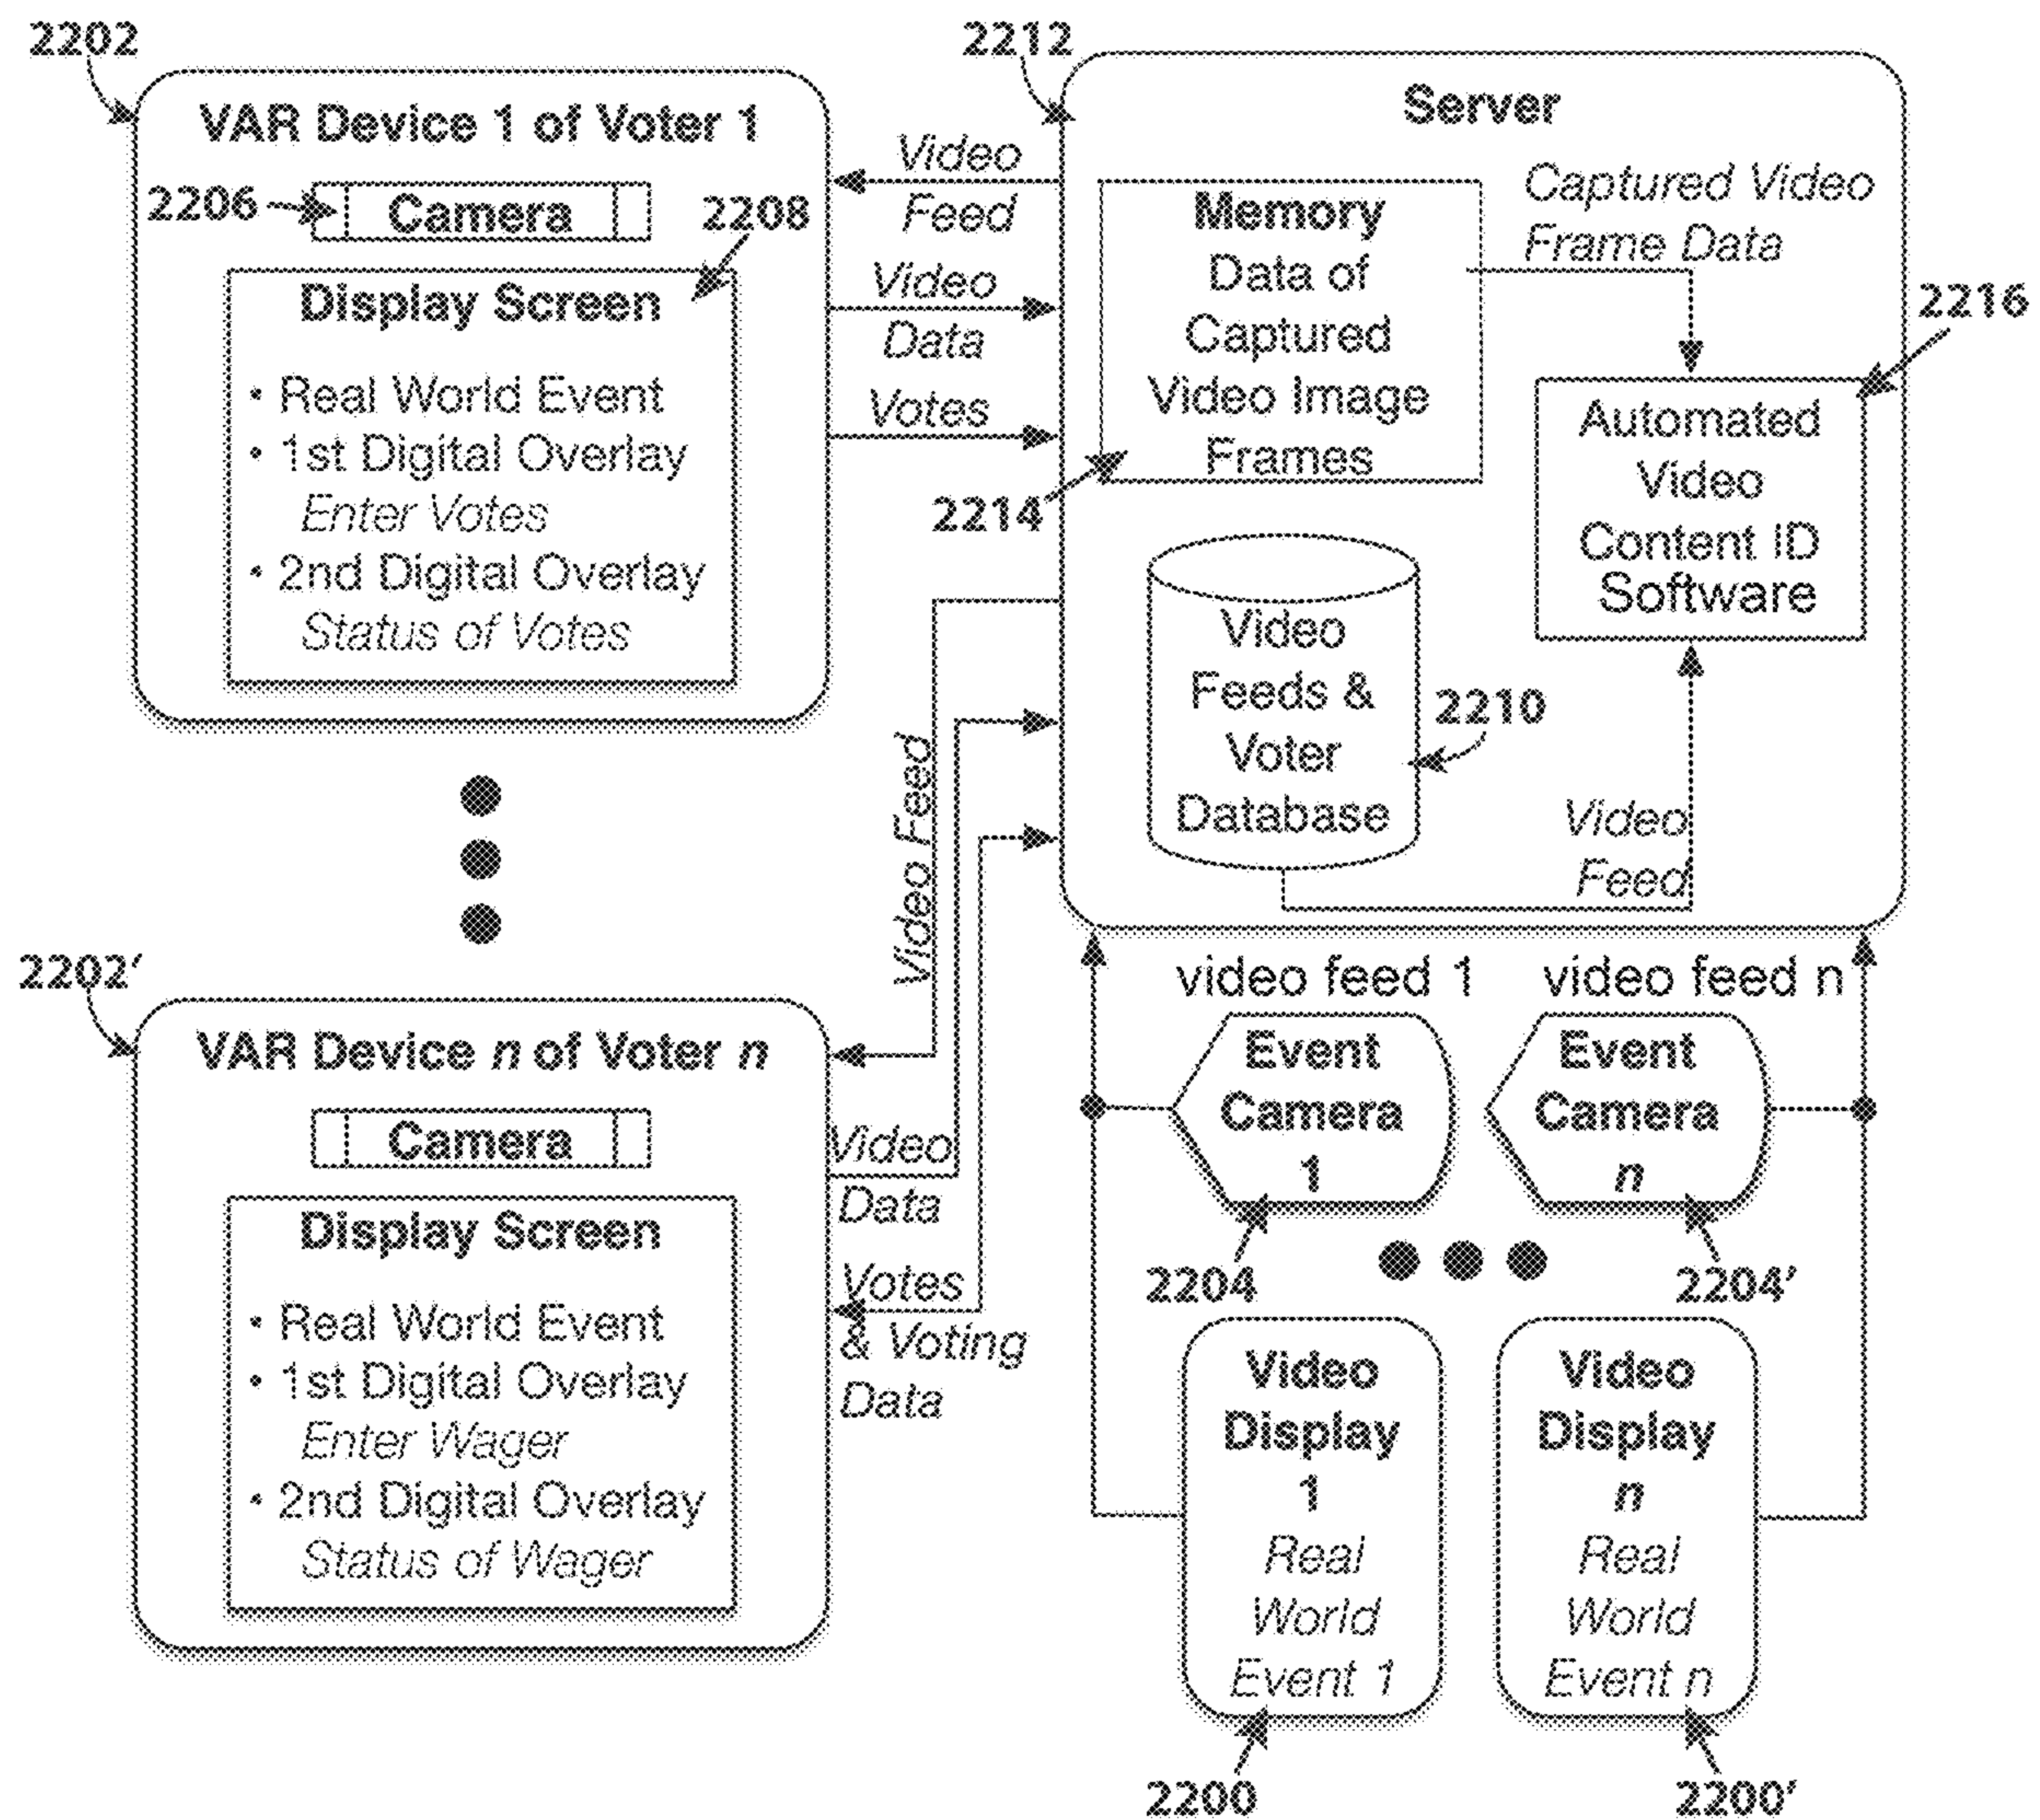 2202
VAR Device 1 of Voter 1
2206
Camera
2208
Display Screen
• Real World Event
• 1st Digital Overlay
Enter Votes
• 2nd Digital Overlay
Status of Votes
Video
Feed
Video
Data
Votes
2212
Server
Memory
Data of
Captured
Video Image
Frames
2214
Captured Video
Frame Data
2216
Automated
Video
Content ID
Software
Video
Feeds &
Voter
Database
2210
Video
Feed
Video Feed
2202'
VAR Device n of Voter n
Camera
Display Screen
• Real World Event
• 1st Digital Overlay
Enter Wager
• 2nd Digital Overlay
Status of Wager
Video
Data
Votes
& Voting
Data
video feed 1
video feed n
Event
Camera
1
2204
Event
Camera
n
2204'
Video
Display
1
Real
World
Event 1
2200
Video
Display
n
Real
World
Event n
2200'